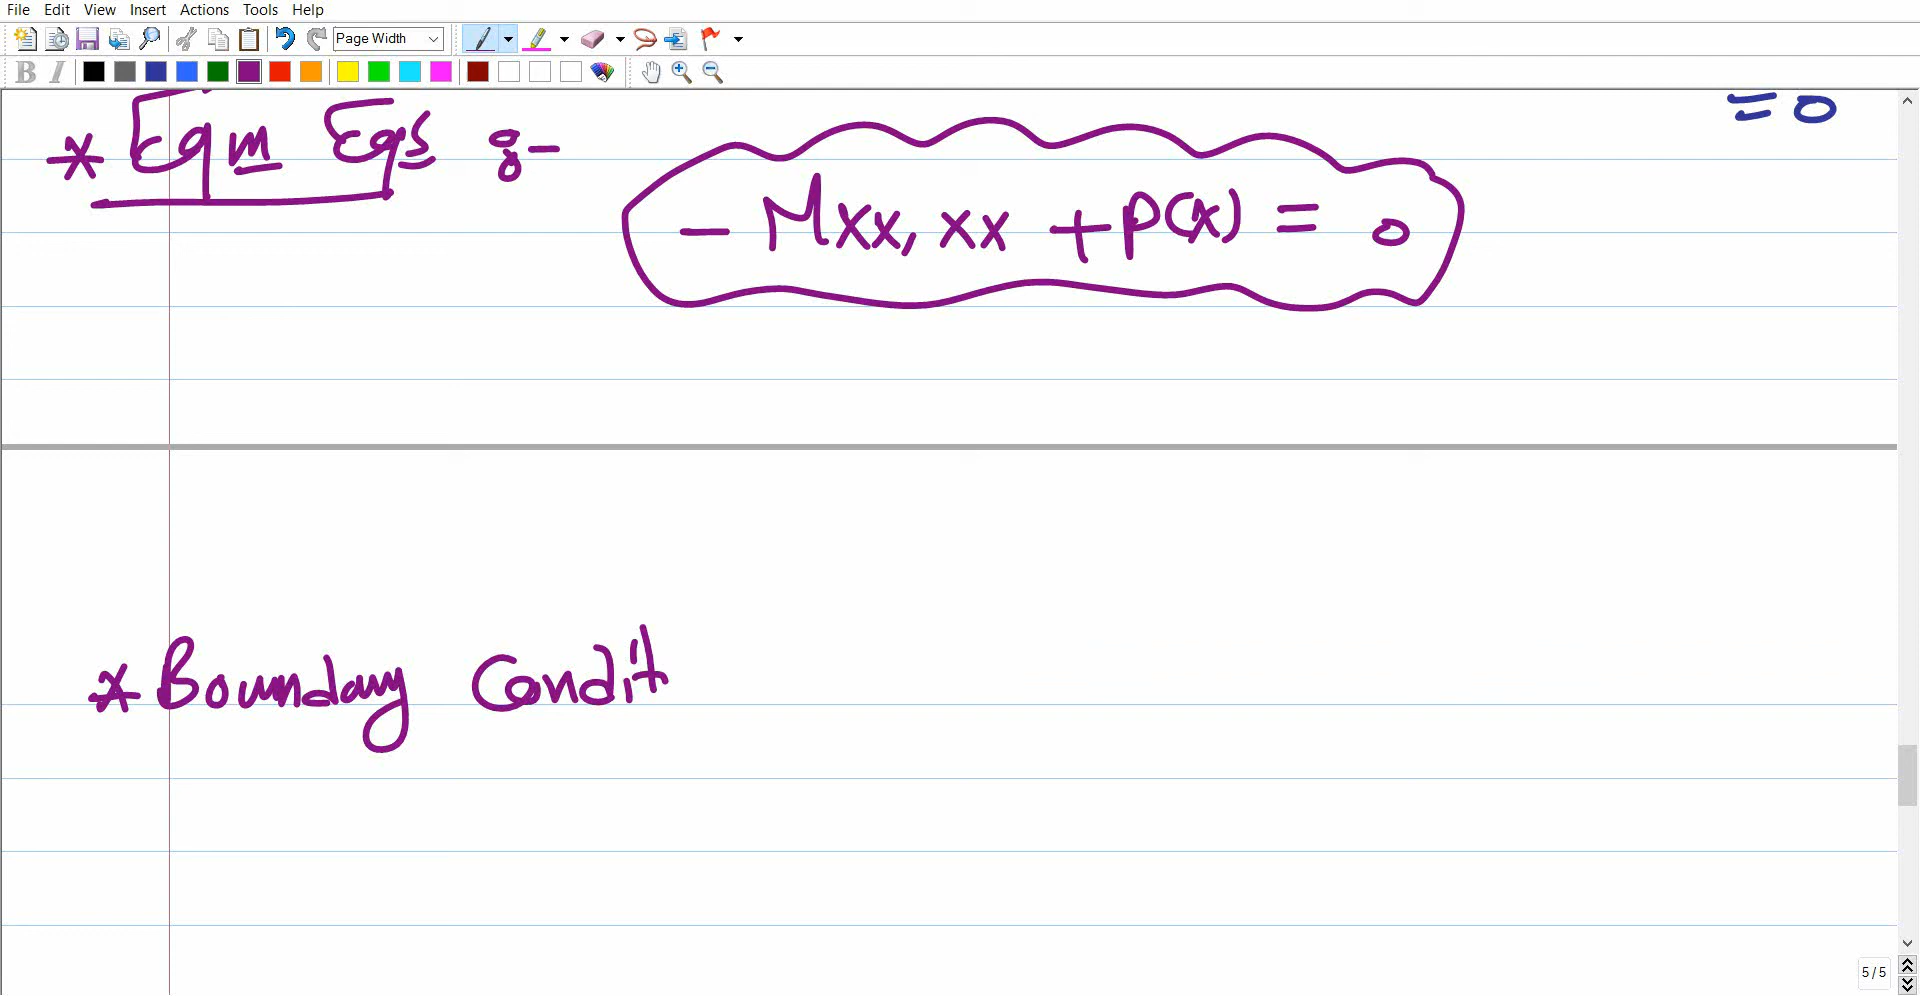 File Edit View Insert Actions Tools Help
Page Width
B I
= 0
* Eqm Eqs :-
- Mxx, xx + P(x) = 0
* Boundary Condit
5 / 5